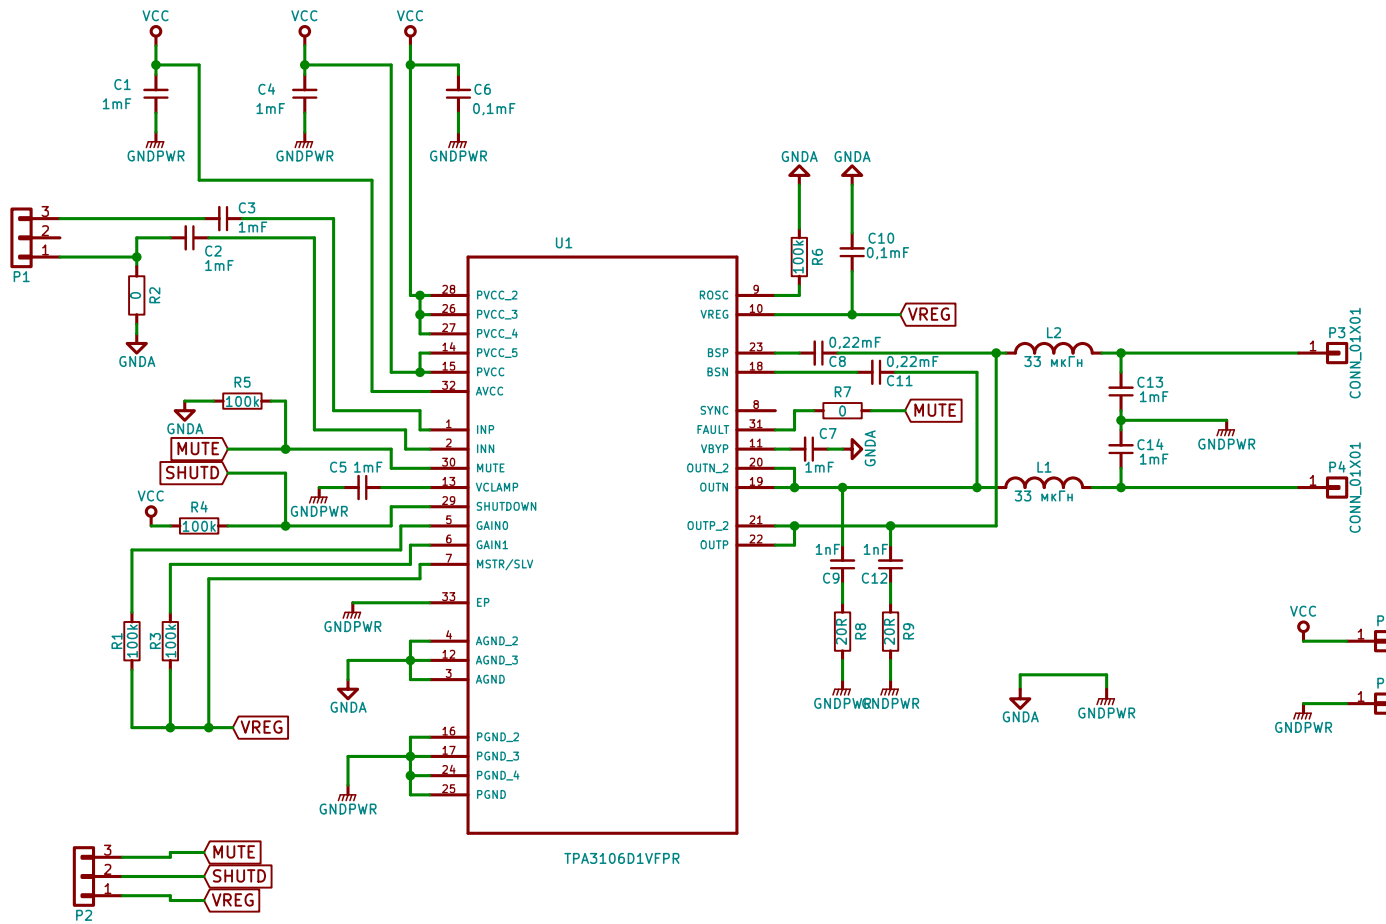 VCC
VCC
VCC
C1
1mF
C4
1mF
C6
0,1mF
GNDPWR
GNDPWR
GNDPWR
GNDA
GNDA
3
2
1
P1
C3
1mF
C2
1mF
0
R2
GNDA
U1
100k
R6
C10
0,1mF
VREG
28 PVCC_2
26 PVCC_3
27 PVCC_4
14 PVCC_5
15 PVCC
32 AVCC
1 INP
2 INN
30 MUTE
13 VCLAMP
29 SHUTDOWN
5 GAIN0
6 GAIN1
7 MSTR/SLV
33 EP
4 AGND_2
12 AGND_3
3 AGND
16 PGND_2
17 PGND_3
24 PGND_4
25 PGND
ROSC 9
VREG 10
BSP 23
BSN 18
SYNC 8
FAULT 31
VBYP 11
OUTN_2 20
OUTN 19
OUTP_2 21
OUTP 22
TPA3106D1VFPR
R5
100k
GNDA
MUTE
SHUTD
VCC
R4
100k
C5 1mF
GNDPWR
R1
100k
R3
100k
VREG
GNDPWR
GNDA
GNDPWR
0,22mF
C8
0,22mF
C11
R7
0
MUTE
C7
1mF
GNDA
L2
33 мкГн
L1
33 мкГн
C13
1mF
C14
1mF
GNDPWR
1
P3
CONN_01X01
1
P4
CONN_01X01
1nF
C9
1nF
C12
20R
R8
20R
R9
GNDPWR
GNDPWR
GNDA
GNDPWR
VCC
1
P
GNDPWR
1
P
3
2
1
P2
MUTE
SHUTD
VREG